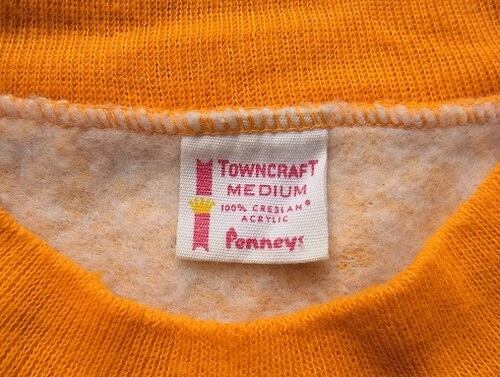 TOWNCRAFT
MEDIUM
100% CRESLAN®
ACRYLIC
Penneys